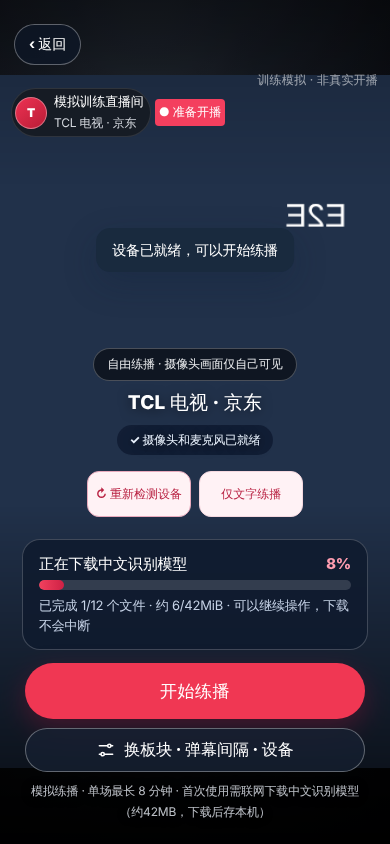 ‹ 返回
训练模拟 · 非真实开播
T
模拟训练直播间
TCL 电视 · 京东
准备开播
E2E
设备已就绪，可以开始练播
自由练播 · 摄像头画面仅自己可见
TCL 电视 · 京东
✓ 摄像头和麦克风已就绪
↻ 重新检测设备
仅文字练播
正在下载中文识别模型
8%
已完成 1/12 个文件 · 约 6/42MiB · 可以继续操作，下载
不会中断
开始练播
换板块 · 弹幕间隔 · 设备
模拟练播 · 单场最长 8 分钟 · 首次使用需联网下载中文识别模型
（约42MB，下载后存本机）